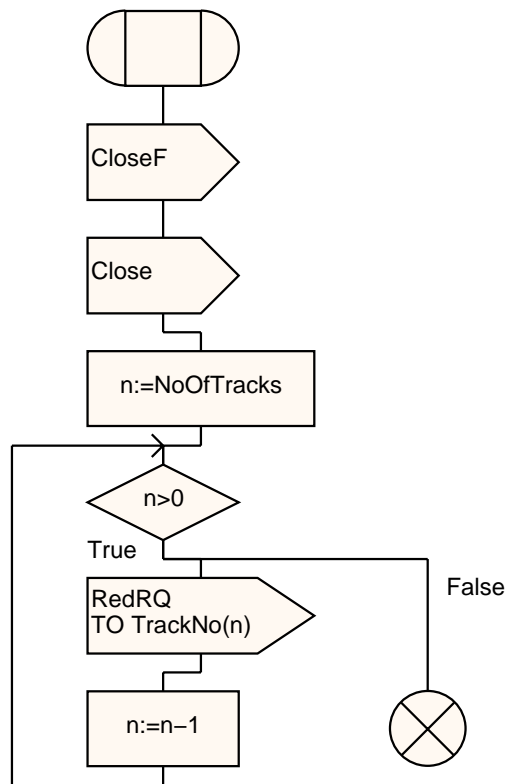 CloseF
Close
n:=NoOfTracks
n>0
True
False
RedRQ
TO TrackNo(n)
n:=n−1